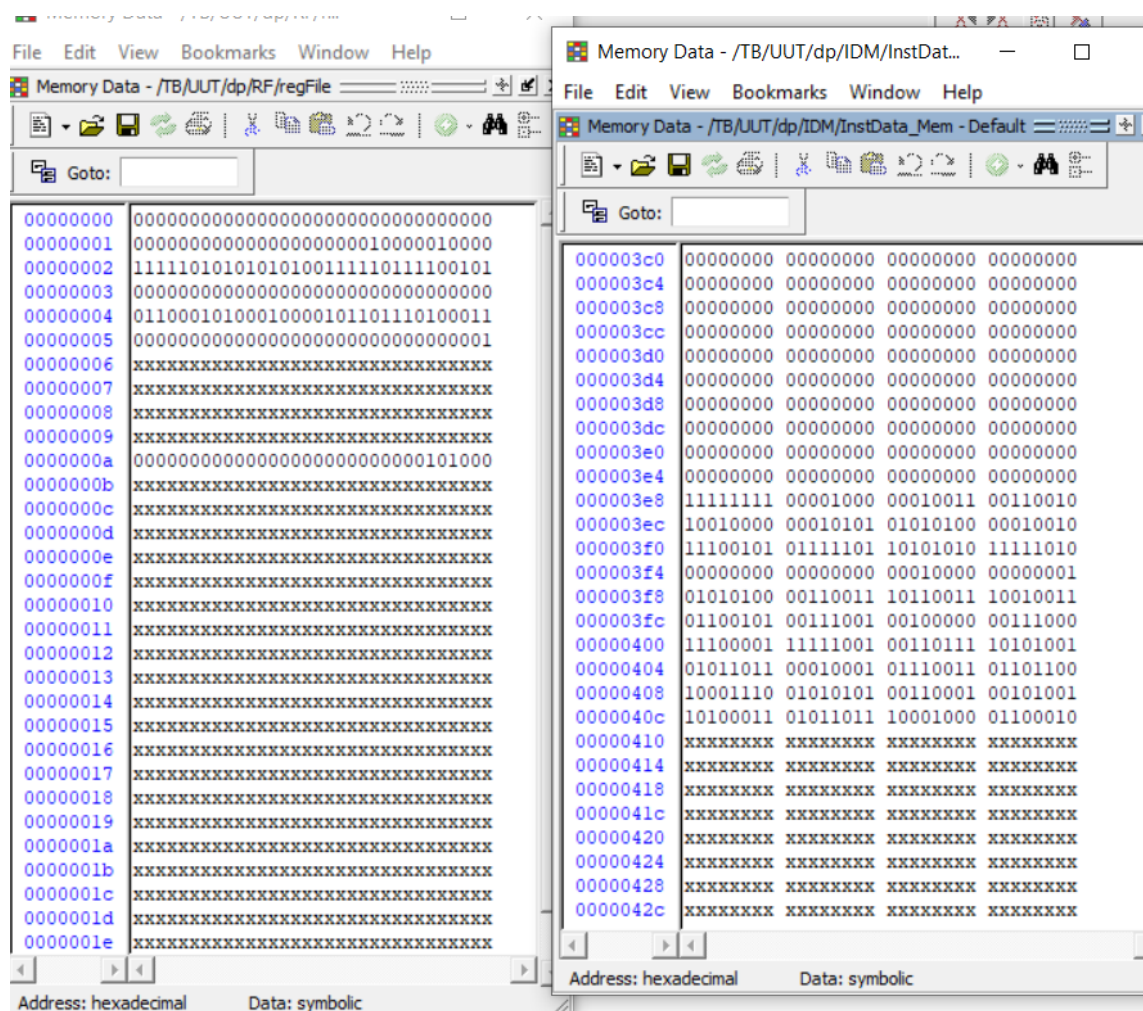 File Edit View Bookmarks Window Help
Memory Data - /TB/UUT/dp/RF/regFile
Goto:
00000000 00000000000000000000000000000000
00000001 00000000000000000000010000010000
00000002 11111010101010100111110111100101
00000003 00000000000000000000000000000000
00000004 01100010100010000101101110100011
00000005 00000000000000000000000000000001
00000006 xxxxxxxxxxxxxxxxxxxxxxxxxxxxxxxx
00000007 xxxxxxxxxxxxxxxxxxxxxxxxxxxxxxxx
00000008 xxxxxxxxxxxxxxxxxxxxxxxxxxxxxxxx
00000009 xxxxxxxxxxxxxxxxxxxxxxxxxxxxxxxx
0000000a 00000000000000000000000000101000
0000000b xxxxxxxxxxxxxxxxxxxxxxxxxxxxxxxx
0000000c xxxxxxxxxxxxxxxxxxxxxxxxxxxxxxxx
0000000d xxxxxxxxxxxxxxxxxxxxxxxxxxxxxxxx
0000000e xxxxxxxxxxxxxxxxxxxxxxxxxxxxxxxx
0000000f xxxxxxxxxxxxxxxxxxxxxxxxxxxxxxxx
00000010 xxxxxxxxxxxxxxxxxxxxxxxxxxxxxxxx
00000011 xxxxxxxxxxxxxxxxxxxxxxxxxxxxxxxx
00000012 xxxxxxxxxxxxxxxxxxxxxxxxxxxxxxxx
00000013 xxxxxxxxxxxxxxxxxxxxxxxxxxxxxxxx
00000014 xxxxxxxxxxxxxxxxxxxxxxxxxxxxxxxx
00000015 xxxxxxxxxxxxxxxxxxxxxxxxxxxxxxxx
00000016 xxxxxxxxxxxxxxxxxxxxxxxxxxxxxxxx
00000017 xxxxxxxxxxxxxxxxxxxxxxxxxxxxxxxx
00000018 xxxxxxxxxxxxxxxxxxxxxxxxxxxxxxxx
00000019 xxxxxxxxxxxxxxxxxxxxxxxxxxxxxxxx
0000001a xxxxxxxxxxxxxxxxxxxxxxxxxxxxxxxx
0000001b xxxxxxxxxxxxxxxxxxxxxxxxxxxxxxxx
0000001c xxxxxxxxxxxxxxxxxxxxxxxxxxxxxxxx
0000001d xxxxxxxxxxxxxxxxxxxxxxxxxxxxxxxx
0000001e xxxxxxxxxxxxxxxxxxxxxxxxxxxxxxxx
Address: hexadecimal Data: symbolic
Memory Data - /TB/UUT/dp/IDM/InstDat...
File Edit View Bookmarks Window Help
Memory Data - /TB/UUT/dp/IDM/InstData_Mem - Default
Goto:
000003c0 00000000 00000000 00000000 00000000
000003c4 00000000 00000000 00000000 00000000
000003c8 00000000 00000000 00000000 00000000
000003cc 00000000 00000000 00000000 00000000
000003d0 00000000 00000000 00000000 00000000
000003d4 00000000 00000000 00000000 00000000
000003d8 00000000 00000000 00000000 00000000
000003dc 00000000 00000000 00000000 00000000
000003e0 00000000 00000000 00000000 00000000
000003e4 00000000 00000000 00000000 00000000
000003e8 11111111 00001000 00010011 00110010
000003ec 10010000 00010101 01010100 00010010
000003f0 11100101 01111101 10101010 11111010
000003f4 00000000 00000000 00010000 00000001
000003f8 01010100 00110011 10110011 10010011
000003fc 01100101 00111001 00100000 00111000
00000400 11100001 11111001 00110111 10101001
00000404 01011011 00010001 01110011 01101100
00000408 10001110 01010101 00110001 00101001
0000040c 10100011 01011011 10001000 01100010
00000410 xxxxxxxx xxxxxxxx xxxxxxxx xxxxxxxx
00000414 xxxxxxxx xxxxxxxx xxxxxxxx xxxxxxxx
00000418 xxxxxxxx xxxxxxxx xxxxxxxx xxxxxxxx
0000041c xxxxxxxx xxxxxxxx xxxxxxxx xxxxxxxx
00000420 xxxxxxxx xxxxxxxx xxxxxxxx xxxxxxxx
00000424 xxxxxxxx xxxxxxxx xxxxxxxx xxxxxxxx
00000428 xxxxxxxx xxxxxxxx xxxxxxxx xxxxxxxx
0000042c xxxxxxxx xxxxxxxx xxxxxxxx xxxxxxxx
Address: hexadecimal Data: symbolic